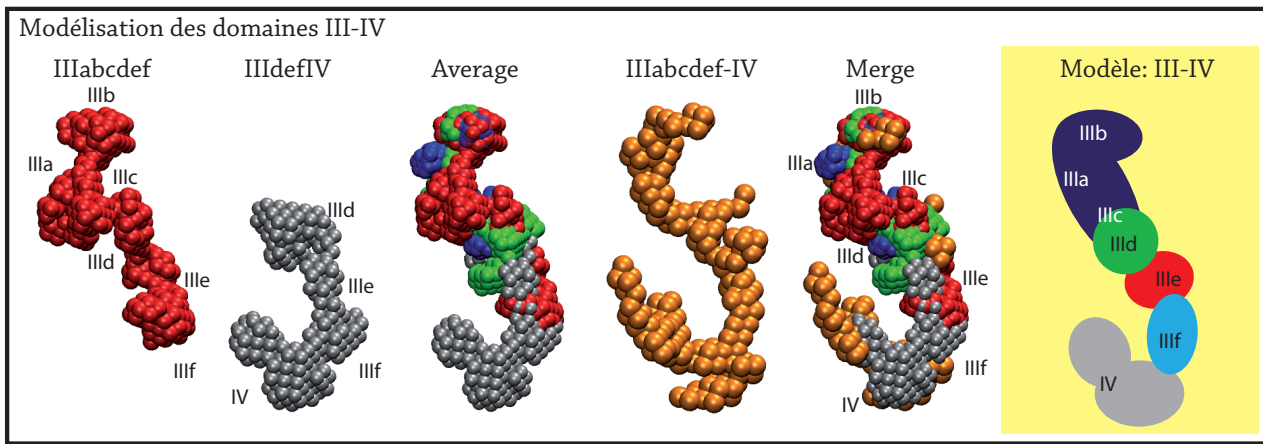 Modélisation des domaines III-IV
IIIabcdef
IIIdefIV
Average
IIIabcdef-IV
Merge
Modèle: III-IV
IIIb
IIIa
IIIc
IIId
IIIe
IIIf
IIId
IIIe
IIIf
IV
IIIb
IIIa
IIIc
IIId
IIIe
IIIf
IV
IIIb
IIIa
IIIc
IIId
IIIe
IIIf
IV